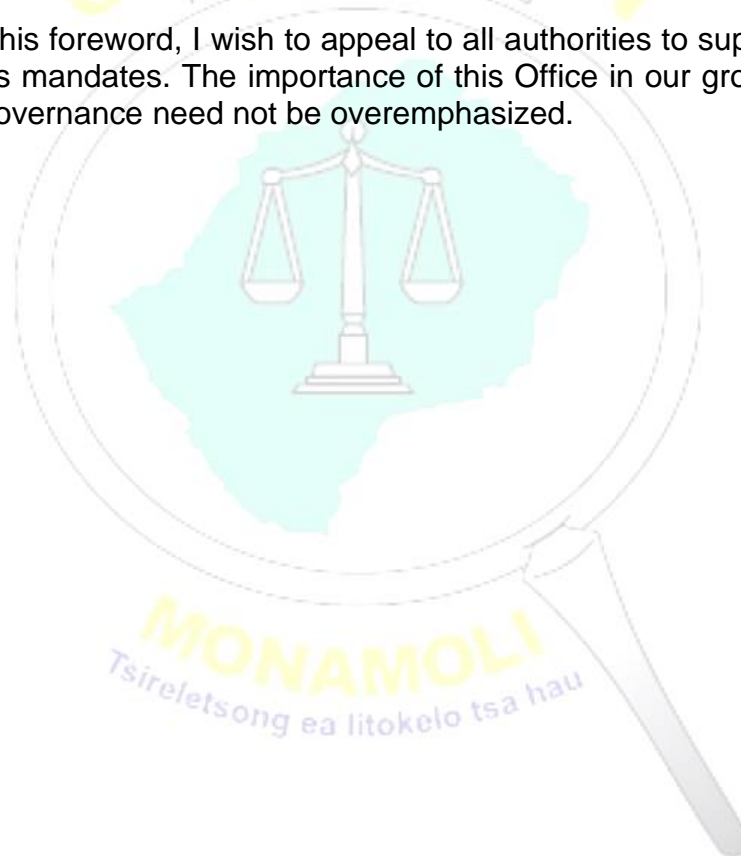 his foreword, I wish to appeal to all authorities to sup
s mandates. The importance of this Office in our gro
overnance need not be overemphasized.
MONAMOLI
Tsireletsong ea litokelo tsa hau